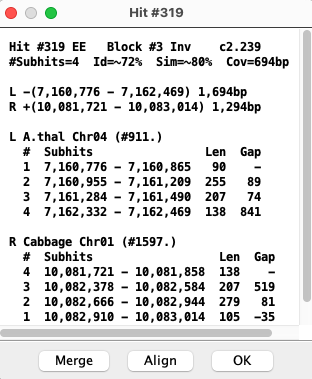 Hit #319
Hit #319 EE Block #3 Inv c2.239
#Subhits=4 Id=~72% Sim=~80% Cov=694bp
L −(7,160,776 − 7,162,469) 1,694bp
R +(10,081,721 − 10,083,014) 1,294bp
L A.thal Chr04 (#911.)
# Subhits Len Gap
1 7,160,776 − 7,160,865 90 −
2 7,160,955 − 7,161,209 255 89
3 7,161,284 − 7,161,490 207 74
4 7,162,332 − 7,162,469 138 841
R Cabbage Chr01 (#1597.)
# Subhits Len Gap
4 10,081,721 − 10,081,858 138 −
3 10,082,378 − 10,082,584 207 519
2 10,082,666 − 10,082,944 279 81
1 10,082,910 − 10,083,014 105 −35
Merge Align OK